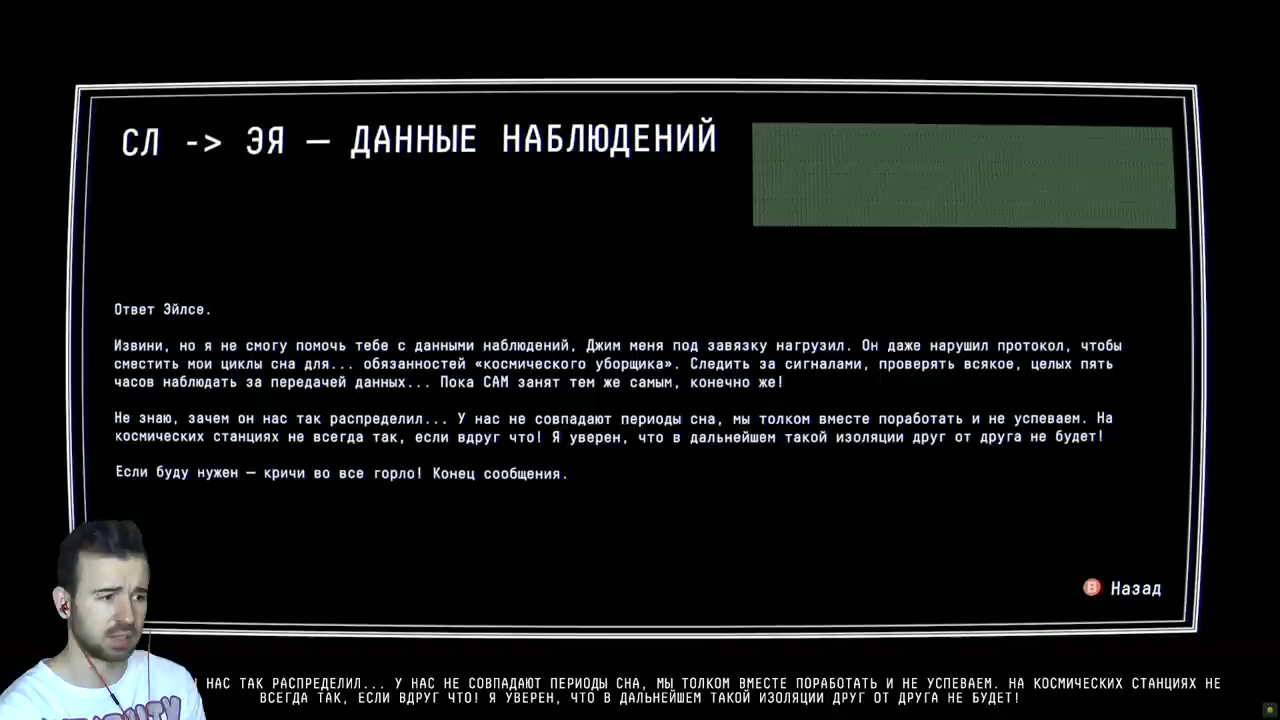 СЛ -> ЭЯ — ДАННЫЕ НАБЛЮДЕНИЙ
Ответ Эйлсе.
Извини, но я не смогу помочь тебе с данными наблюдений, Джим меня под завязку нагрузил. Он даже нарушил протокол, чтобы
сместить мои циклы сна для... обязанностей «космического уборщика». Следить за сигналами, проверять всякое, целых пять
часов наблюдать за передачей данных... Пока САМ занят тем же самым, конечно же!
Не знаю, зачем он нас так распределил... У нас не совпадают периоды сна, мы толком вместе поработать и не успеваем. На
космических станциях не всегда так, если вдруг что! Я уверен, что в дальнейшем такой изоляции друг от друга не будет!
Если буду нужен — кричи во все горло! Конец сообщения.
B Назад
НАС ТАК РАСПРЕДЕЛИЛ... У НАС НЕ СОВПАДАЮТ ПЕРИОДЫ СНА, МЫ ТОЛКОМ ВМЕСТЕ ПОРАБОТАТЬ И НЕ УСПЕВАЕМ. НА КОСМИЧЕСКИХ СТАНЦИЯХ НЕ
ВСЕГДА ТАК, ЕСЛИ ВДРУГ ЧТО! Я УВЕРЕН, ЧТО В ДАЛЬНЕЙШЕМ ТАКОЙ ИЗОЛЯЦИИ ДРУГ ОТ ДРУГА НЕ БУДЕТ!